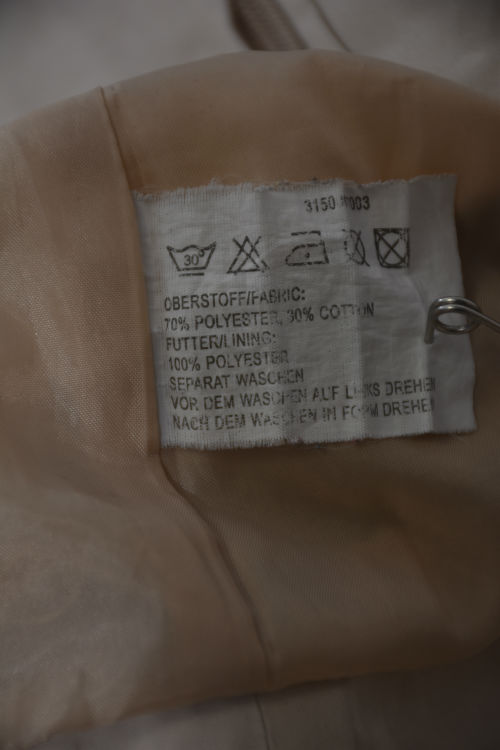 3150
30°
OBERSTOFF/FABRIC:
70% POLYESTER, 30% COTTON
FUTTER/LINING:
100% POLYESTER
SEPARAT WASCHEN
VOR DEM WASCHEN AUF LINKS DREHEN
NACH DEM WASCHEN IN FORM DREHEN